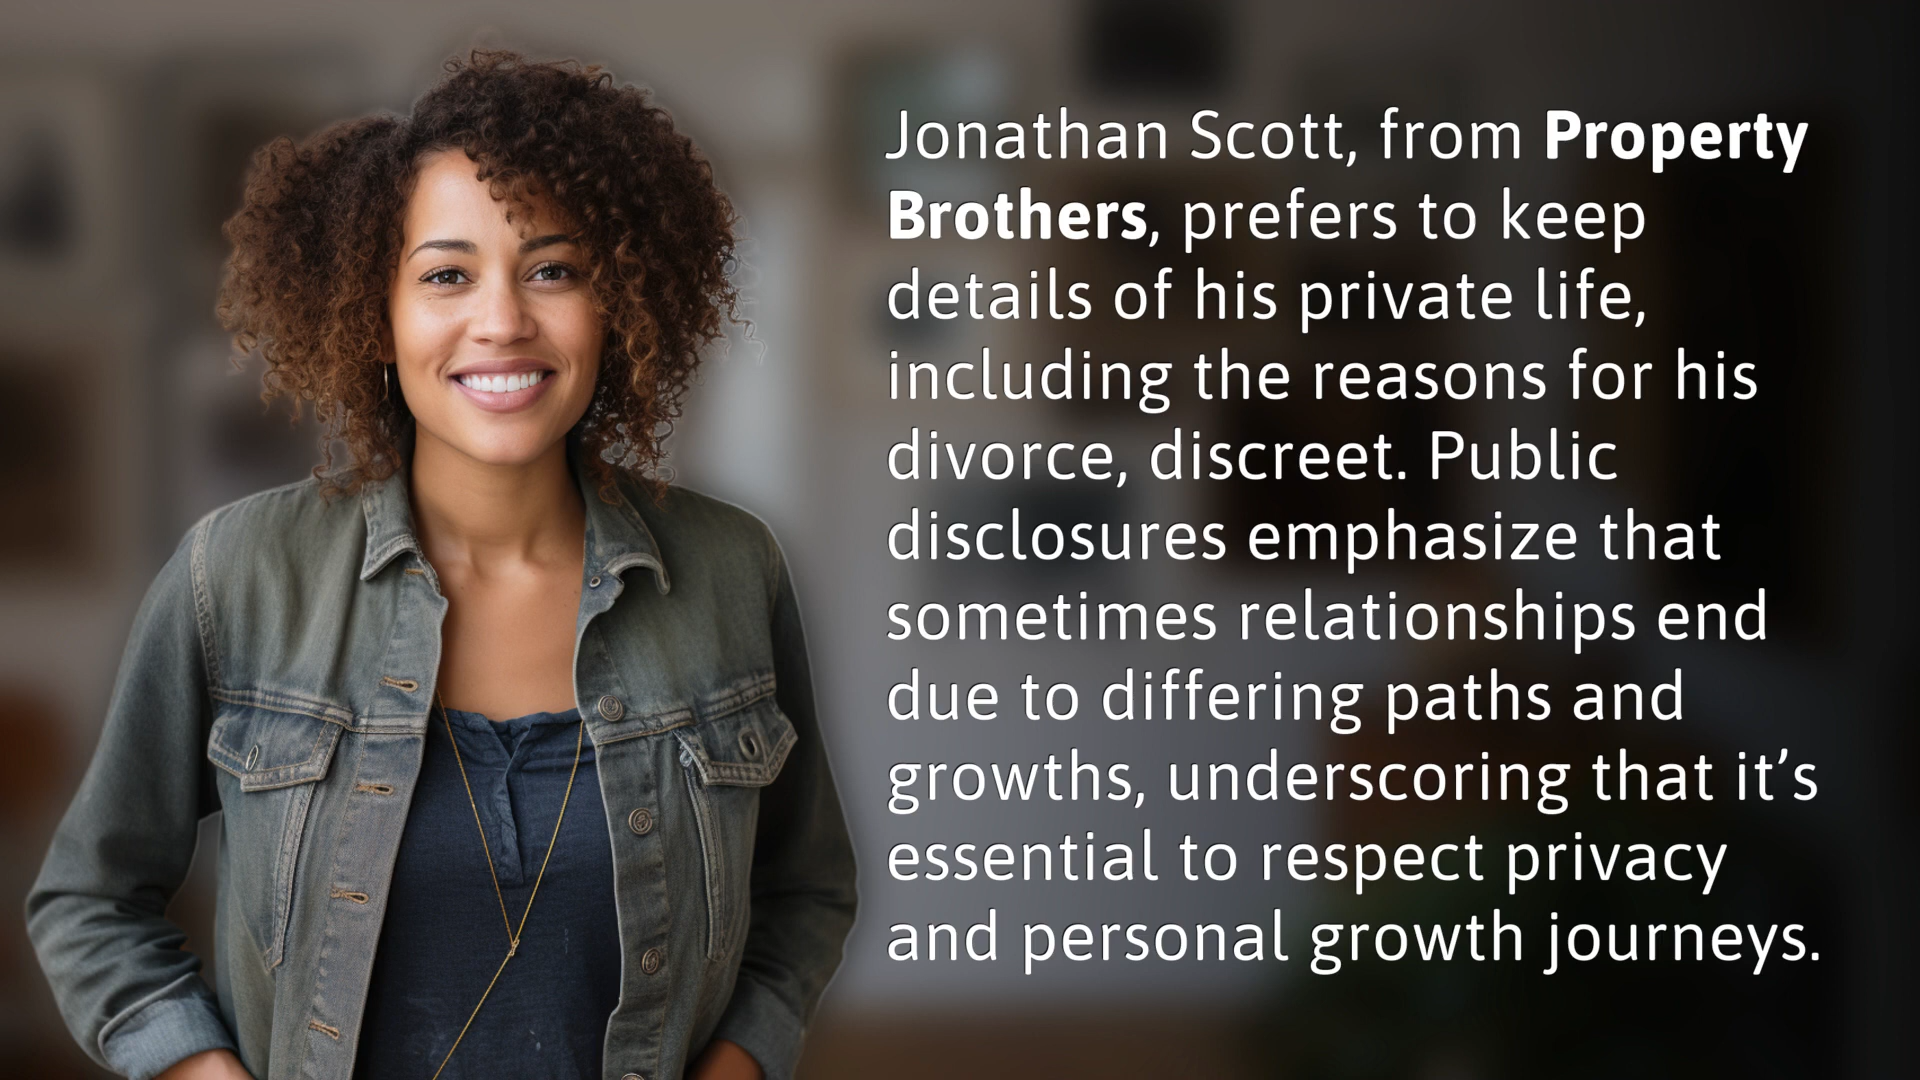 Jonathan Scott, from Property
Brothers, prefers to keep
details of his private life,
including the reasons for his
divorce, discreet. Public
disclosures emphasize that
sometimes relationships end
due to differing paths and
growths, underscoring that it’s
essential to respect privacy
and personal growth journeys.